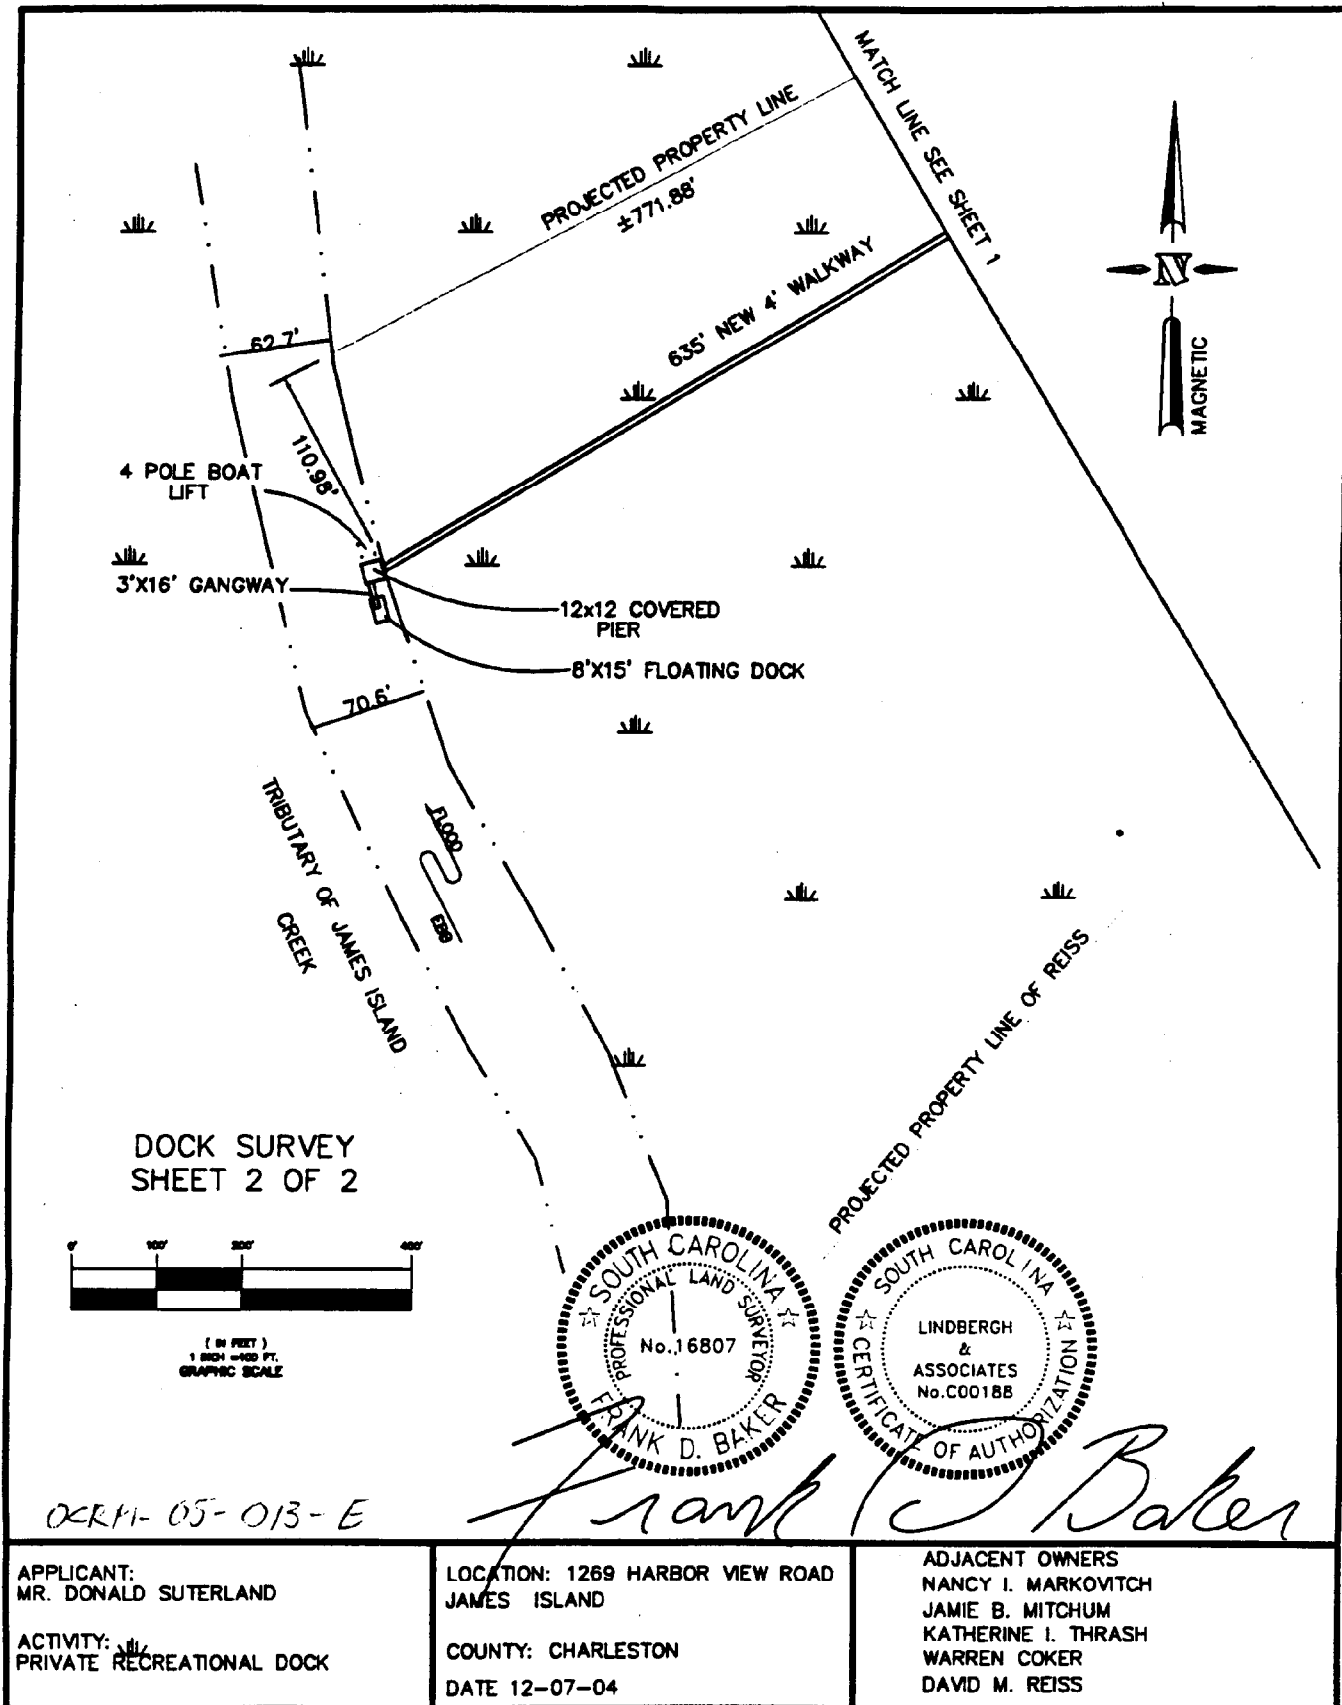 MATCH LINE SEE SHEET 1
PROJECTED PROPERTY LINE
±771.88'
635' NEW 4' WALKWAY
N
MAGNETIC
62.7'
110.98'
4 POLE BOAT
LIFT
3'X16' GANGWAY
12x12 COVERED
PIER
8'X15' FLOATING DOCK
70.6'
FLOOD
EBB
TRIBUTARY OF JAMES ISLAND
CREEK
PROJECTED PROPERTY LINE OF REISS
DOCK SURVEY
SHEET 2 OF 2
0' 100' 200' 400'
( IN FEET )
1 INCH =100 FT.
GRAPHIC SCALE
SOUTH CAROLINA
PROFESSIONAL LAND SURVEYOR
No.16807
FRANK D. BAKER
SOUTH CAROLINA
LINDBERGH
&
ASSOCIATES
No.C00188
CERTIFICATE OF AUTHORIZATION
Frank D Baker
OCRM-05-013-E
APPLICANT:
MR. DONALD SUTERLAND
ACTIVITY:
PRIVATE RECREATIONAL DOCK
LOCATION: 1269 HARBOR VIEW ROAD
JAMES ISLAND
COUNTY: CHARLESTON
DATE 12-07-04
ADJACENT OWNERS
NANCY I. MARKOVITCH
JAMIE B. MITCHUM
KATHERINE I. THRASH
WARREN COKER
DAVID M. REISS